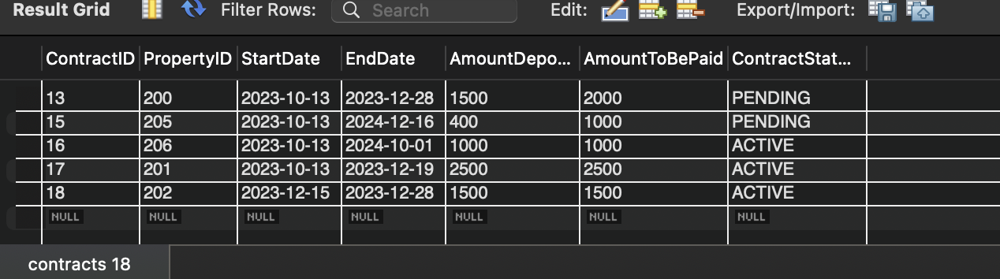 Result Grid Filter Rows: Search Edit: Export/Import:
ContractID PropertyID StartDate EndDate AmountDepo... AmountToBePaid ContractStat...
13 200 2023-10-13 2023-12-28 1500 2000 PENDING
15 205 2023-10-13 2024-12-16 400 1000 PENDING
16 206 2023-10-13 2024-10-01 1000 1000 ACTIVE
17 201 2023-10-13 2023-12-19 2500 2500 ACTIVE
18 202 2023-12-15 2023-12-28 1500 1500 ACTIVE
NULL NULL NULL NULL NULL NULL NULL
contracts 18